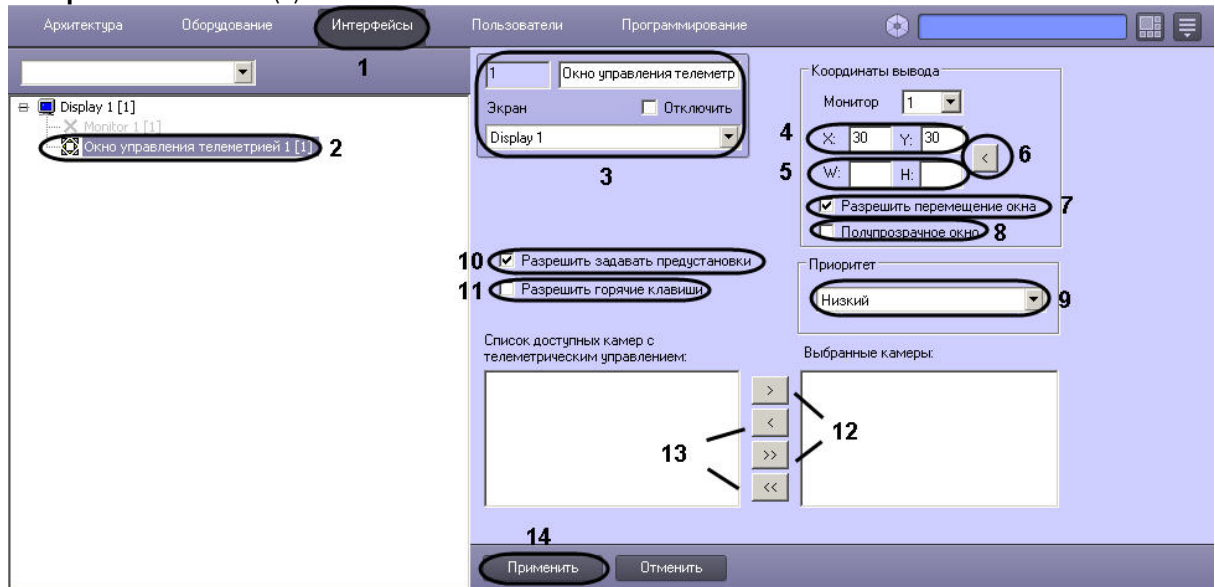 Архитектура Оборудование Интерфейсы Пользователи Программирование
1
Display 1 [1]
Monitor 1 [1]
Окно управления телеметрией 1 [1] 2
1 Окно управления телеметр
Экран Отключить
Display 1
3
Координаты вывода
Монитор 1
4 X: 30 Y: 30
5 W: H:
< 6
Разрешить перемещение окна 7
Полупрозрачное окно 8
10 Разрешить задавать предустановки
11 Разрешить горячие клавиши
Приоритет
Низкий 9
Список доступных камер с
телеметрическим управлением:
Выбранные камеры:
>
<
>>
<<
12
13
14
Применить Отменить